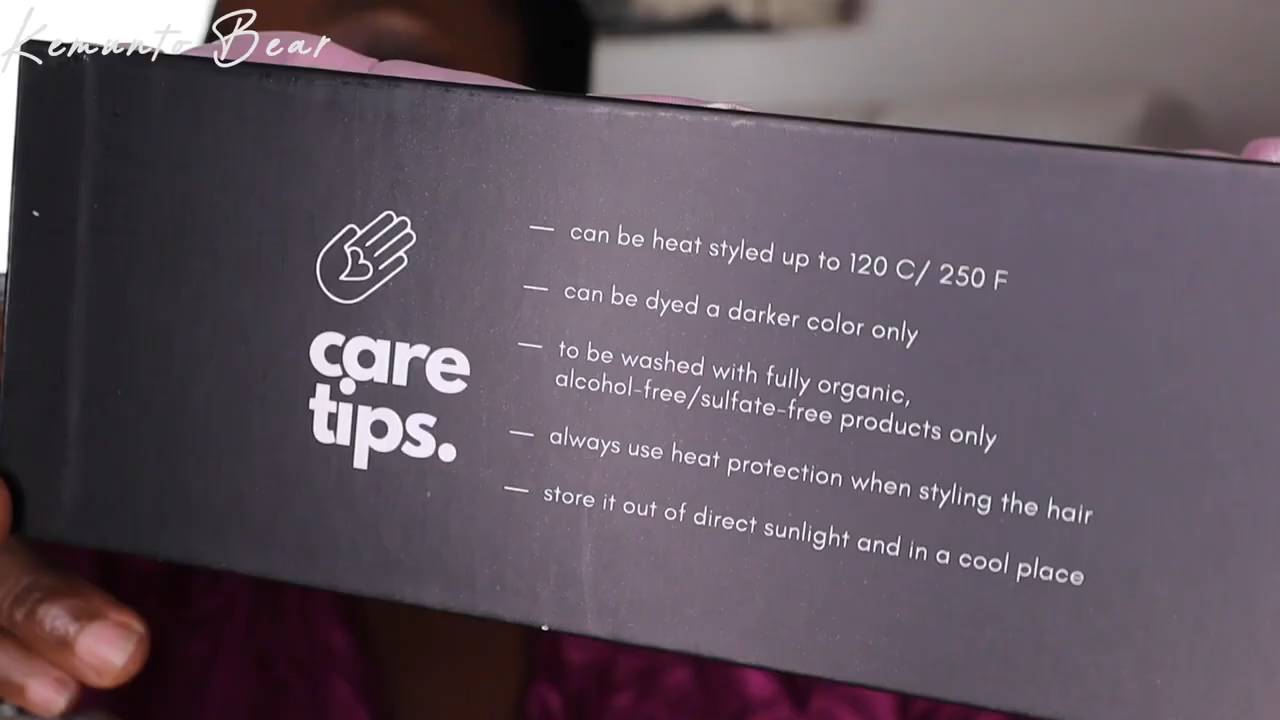 Kemunto Bear
care
tips.
— can be heat styled up to 120 C/ 250 F
— can be dyed a darker color only
— to be washed with fully organic,
alcohol-free/sulfate-free products only
— always use heat protection when styling the hair
— store it out of direct sunlight and in a cool place